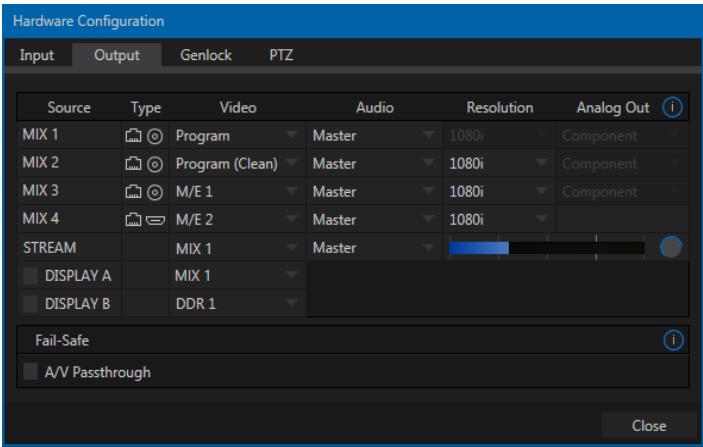 Hardware Configuration
Input Output Genlock PTZ
Source Type Video Audio Resolution Analog Out i
MIX 1 Program Master 1080i Component
MIX 2 Program (Clean) Master 1080i Component
MIX 3 M/E 1 Master 1080i Component
MIX 4 M/E 2 Master 1080i
STREAM MIX 1 Master
DISPLAY A MIX 1
DISPLAY B DDR 1
Fail-Safe i
A/V Passthrough
Close